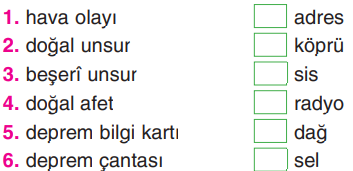 1. hava olayı adres
2. doğal unsur köprü
3. beşerî unsur sis
4. doğal afet radyo
5. deprem bilgi kartı dağ
6. deprem çantası sel